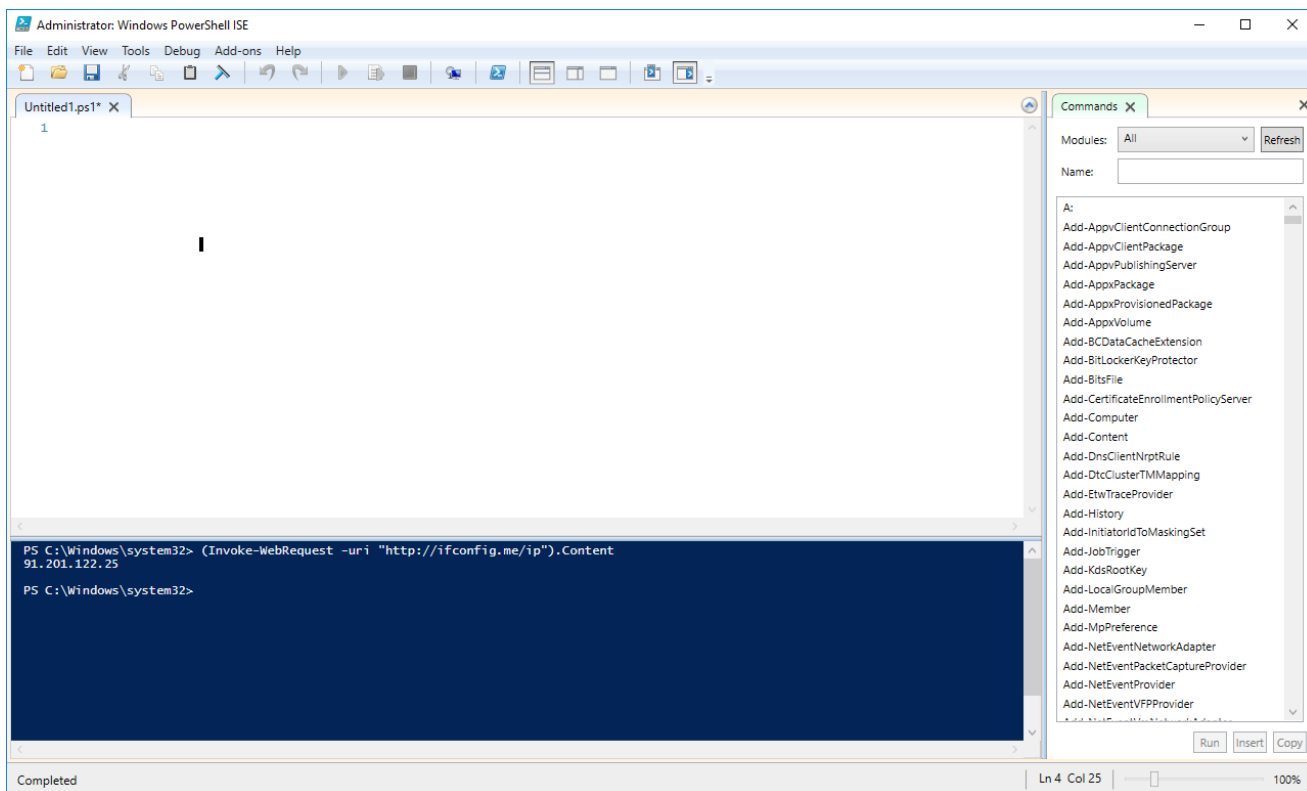 Administrator: Windows PowerShell ISE
File Edit View Tools Debug Add-ons Help
Untitled1.ps1*
1
PS C:\Windows\system32> (Invoke-WebRequest -uri "http://ifconfig.me/ip").Content
91.201.122.25
PS C:\Windows\system32>
Commands
Modules: All Refresh
Name:
A:
Add-AppvClientConnectionGroup
Add-AppvClientPackage
Add-AppvPublishingServer
Add-AppxPackage
Add-AppxProvisionedPackage
Add-AppxVolume
Add-BCDataCacheExtension
Add-BitLockerKeyProtector
Add-BitsFile
Add-CertificateEnrollmentPolicyServer
Add-Computer
Add-Content
Add-DnsClientNrptRule
Add-DtcClusterTMMapping
Add-EtwTraceProvider
Add-History
Add-InitiatorIdToMaskingSet
Add-JobTrigger
Add-KdsRootKey
Add-LocalGroupMember
Add-Member
Add-MpPreference
Add-NetEventNetworkAdapter
Add-NetEventPacketCaptureProvider
Add-NetEventProvider
Add-NetEventVFPProvider
Run Insert Copy
Completed
Ln 4 Col 25 100%